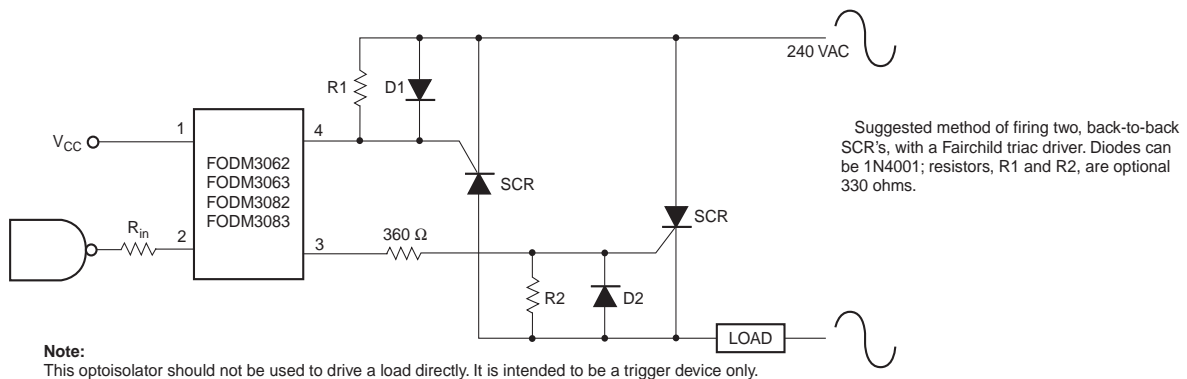 240 VAC
R1
D1
V_CC
1
4
FODM3062
FODM3063
FODM3082
FODM3083
SCR
Suggested method of firing two, back-to-back
SCR's, with a Fairchild triac driver. Diodes can
be 1N4001; resistors, R1 and R2, are optional
330 ohms.
SCR
R_in
2
3
360 Ω
R2
D2
LOAD
Note:
This optoisolator should not be used to drive a load directly. It is intended to be a trigger device only.